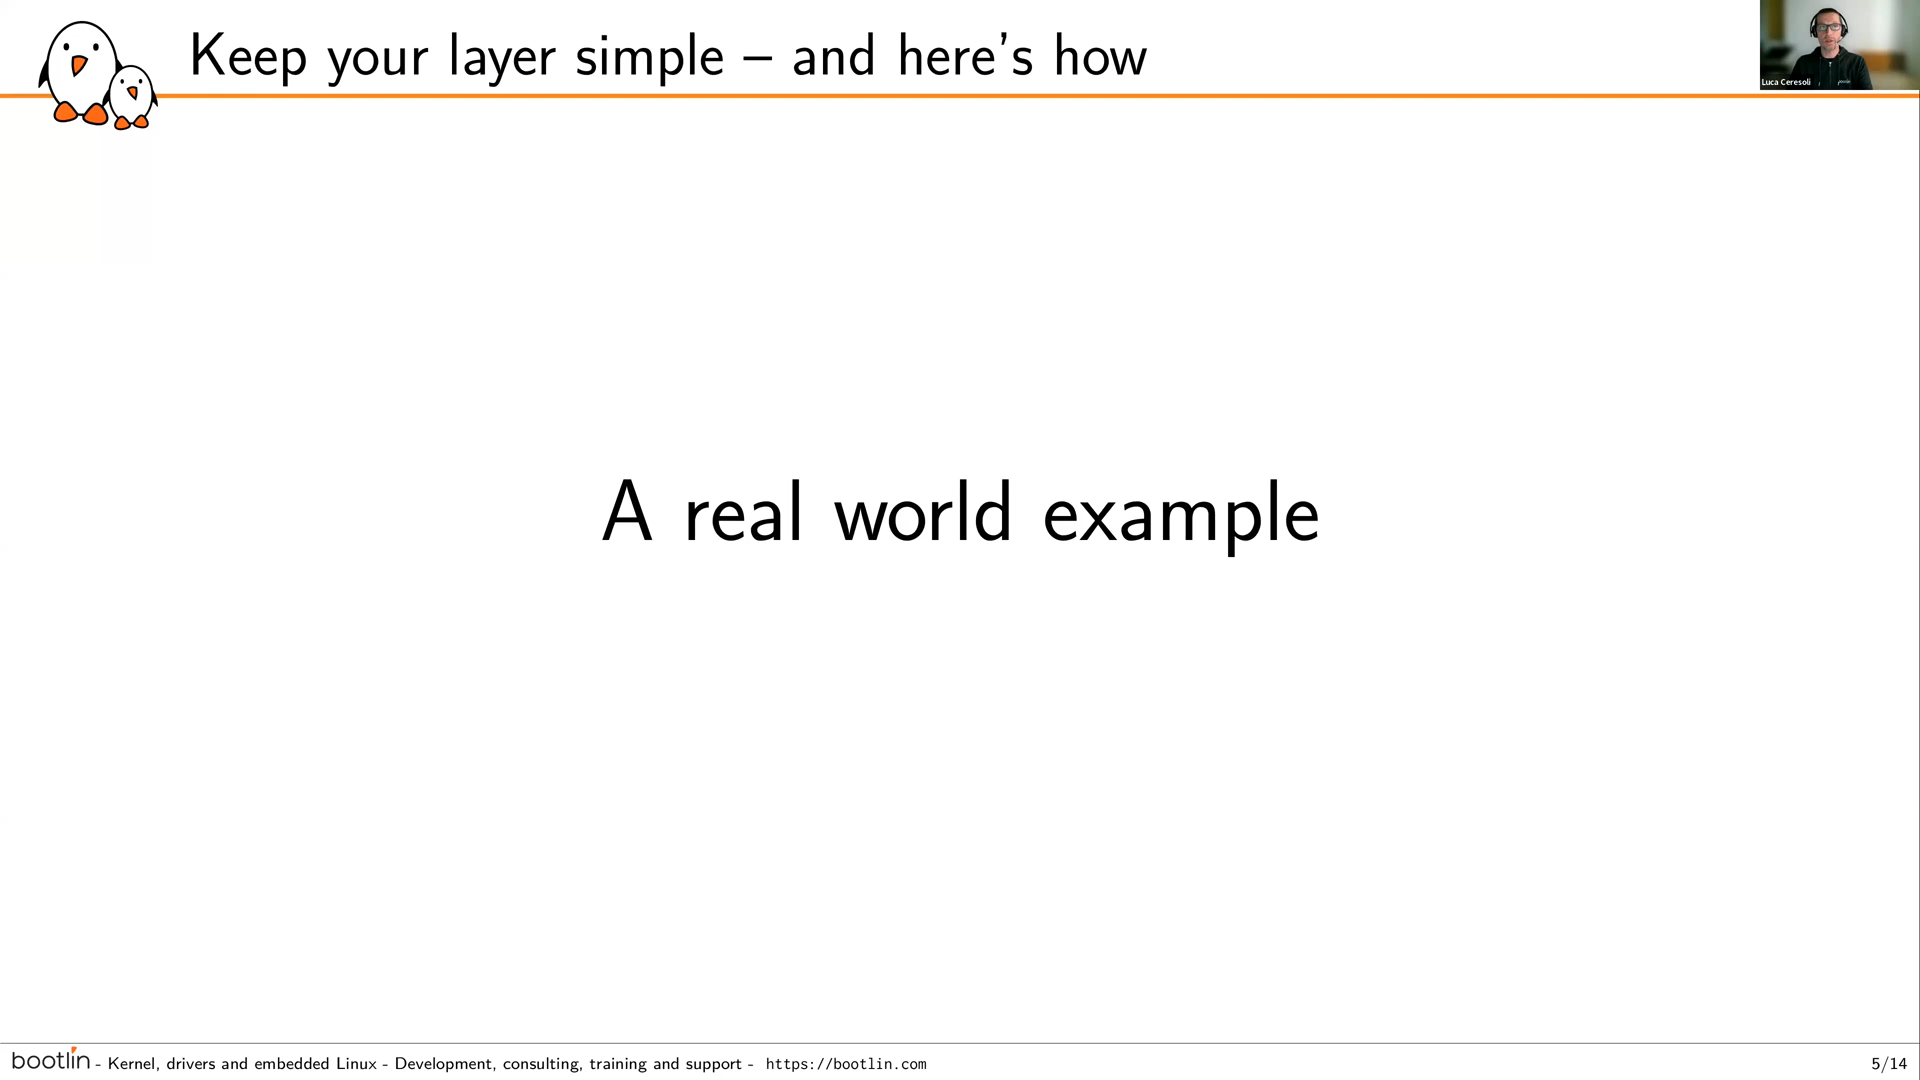 Keep your layer simple – and here's how
Luca Ceresoli
A real world example
bootlin - Kernel, drivers and embedded Linux - Development, consulting, training and support - https://bootlin.com
5/14